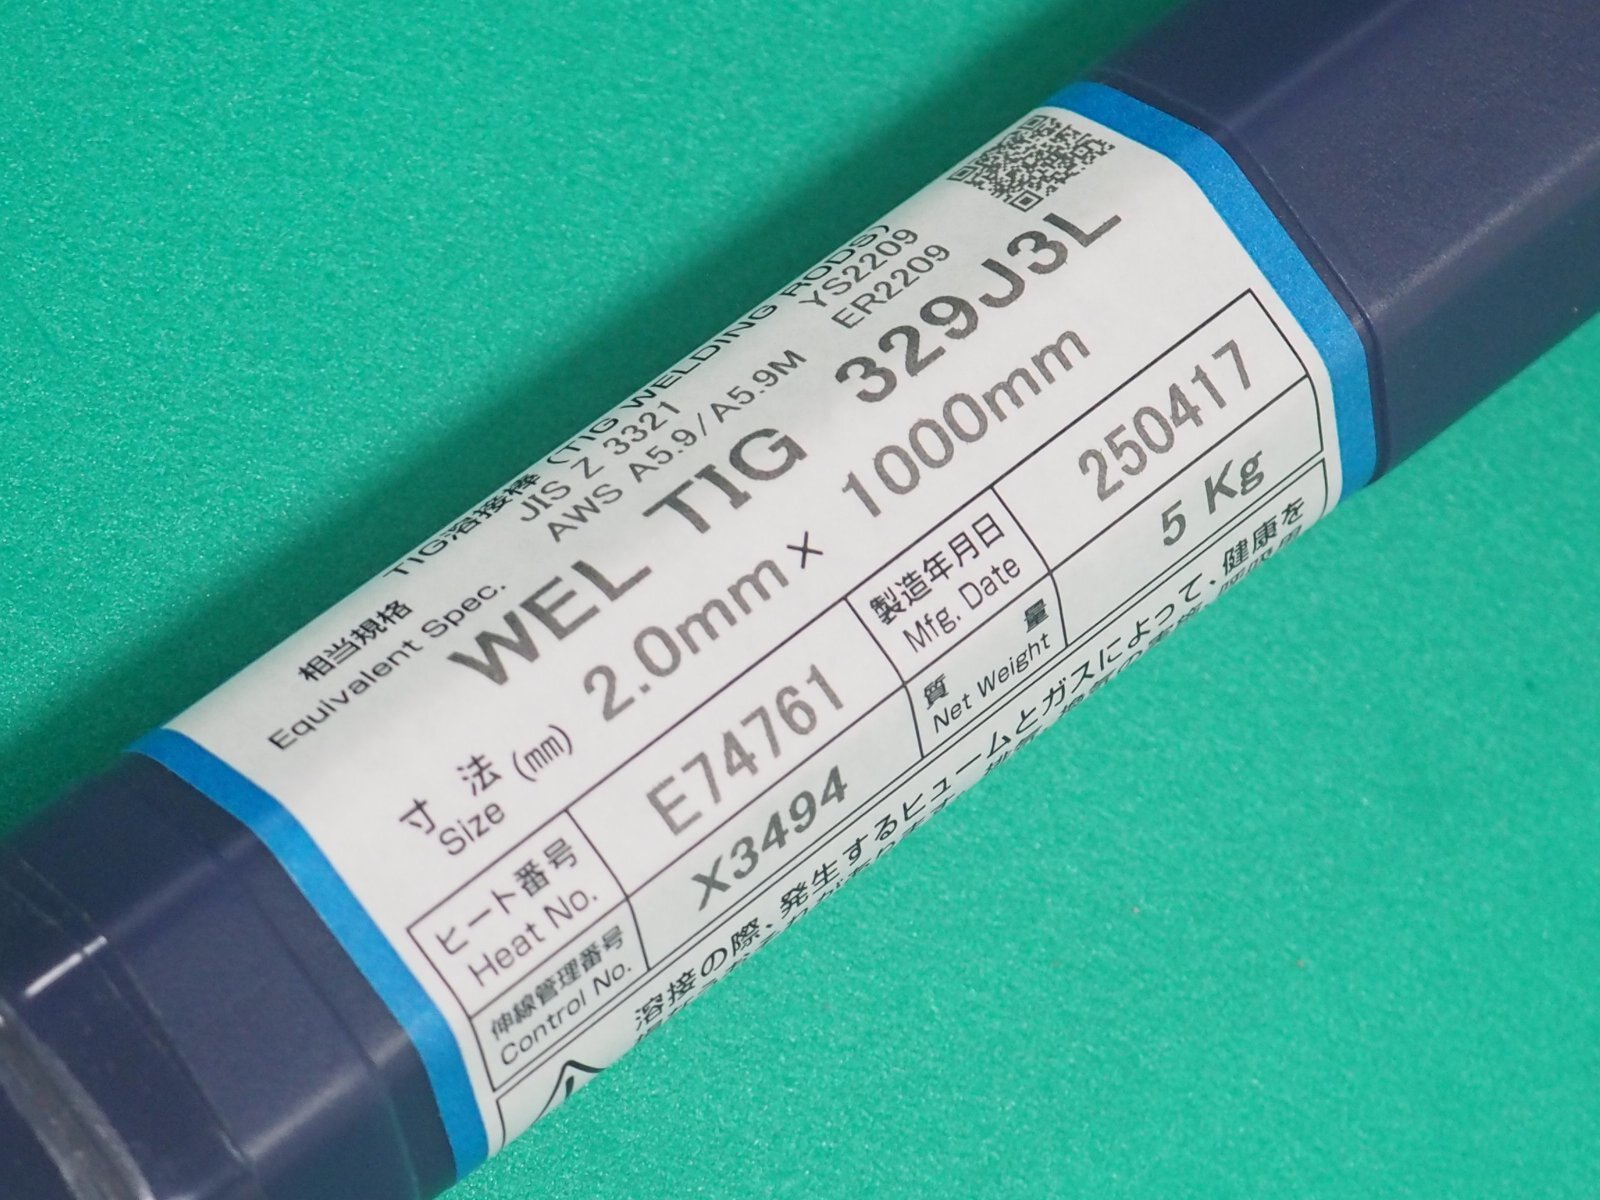 TIG溶接棒 (TIG WELDING RODS)
相当規格
Equivalent Spec.
JIS Z 3321 YS2209
AWS A5.9/A5.9M ER2209
WEL TIG 329J3L
寸 法 (mm)
Size
2.0mm × 1000mm
ヒート番号
Heat No.
E74761
製造年月日
Mfg. Date
250417
伸線管理番号
Control No.
X3494
質 量
Net Weight
5 Kg
溶接の際、発生するヒュームとガスによって、健康を